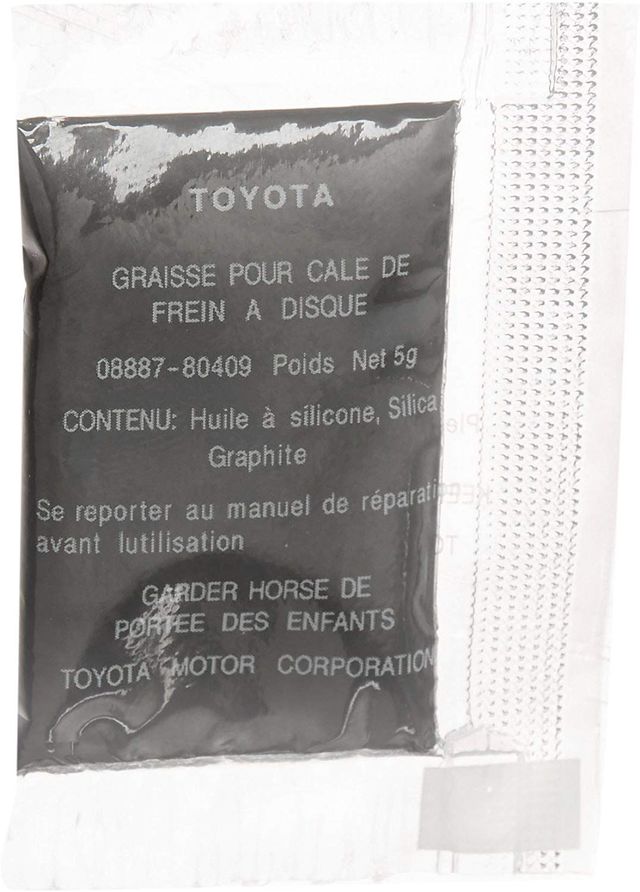 TOYOTA
GRAISSE POUR CALE DE
FREIN A DISQUE
08887-80409 Poids Net 5g
CONTENU: Huile à silicone, Silica
Graphite
Se reporter au manuel de
avant lutilisation
GARDER HORSE DE
PORTEE DES ENFANTS
TOYOTA MOTOR CORPORATION